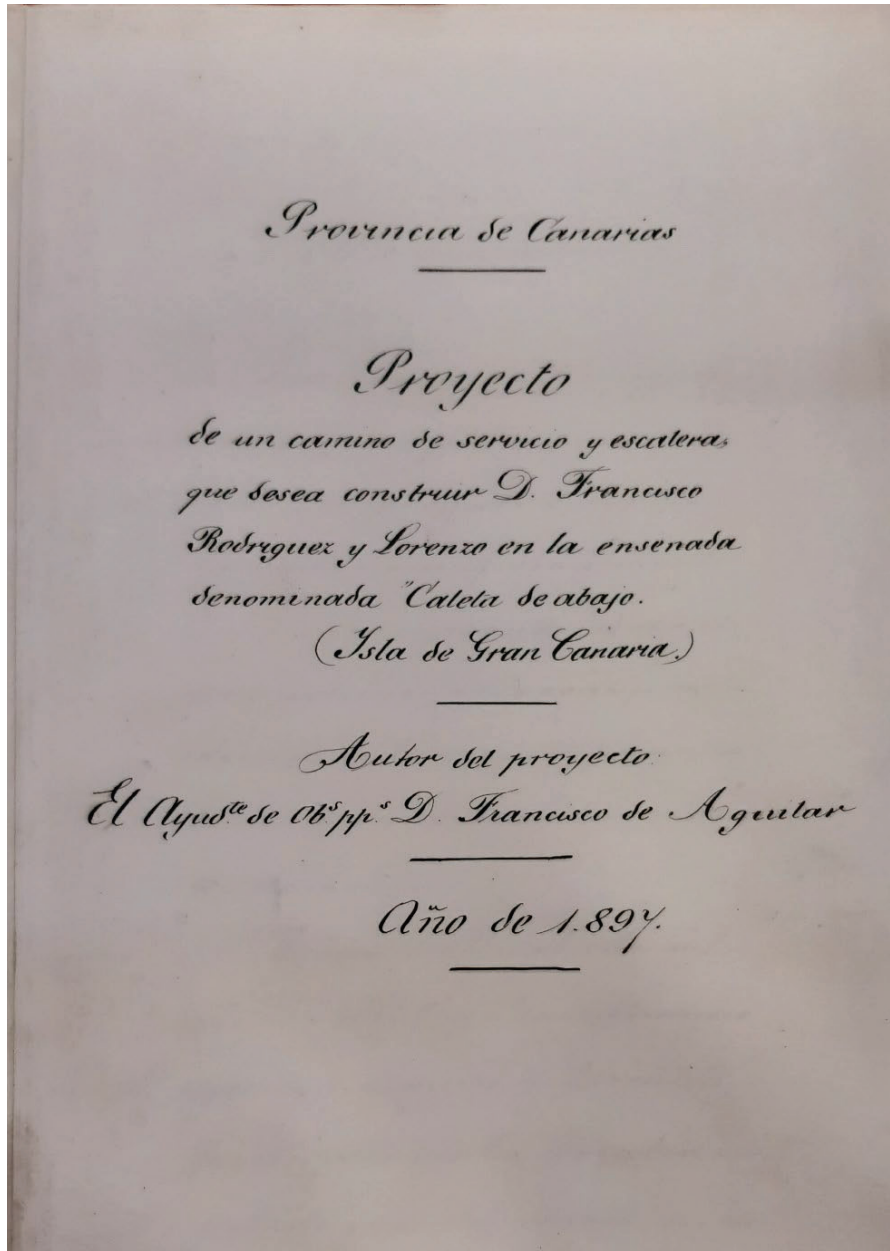 Provincia de Canarias
Proyecto
de un camino de servicio y escalera,
que desea construir D. Francisco
Rodriguez y Lorenzo en la ensenada
denominada "Caleta de abajo.
(Isla de Gran Canaria.)
Autor del proyecto
El Ayud.te de Ob.s pp.s D. Francisco de Aguilar
Año de 1.897.